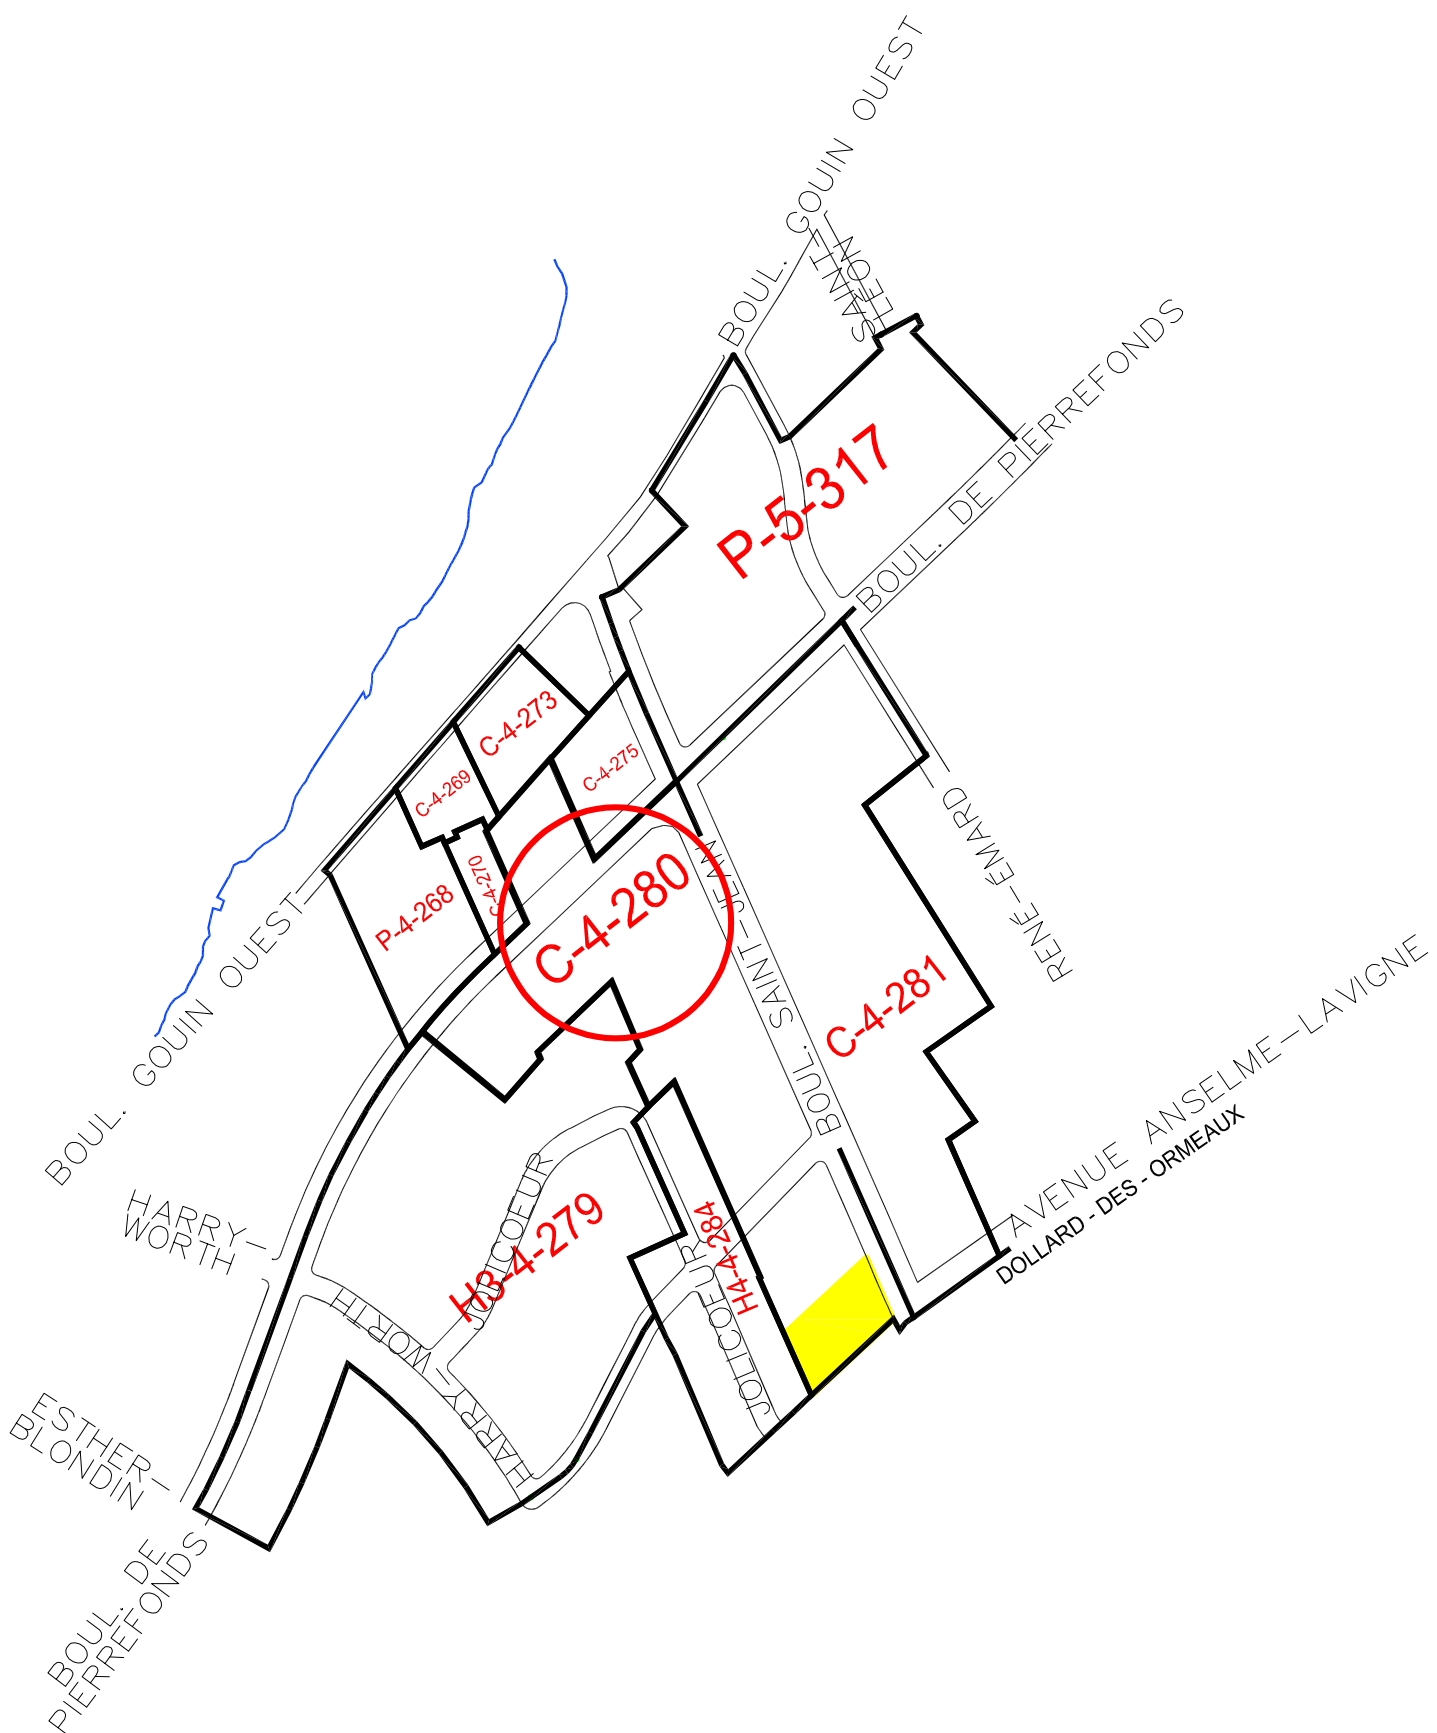 BOUL. GOUIN OUEST
SAINT-
LÉON
BOUL. DE PIERREFONDS
P-5-317
C-4-273
C-4-275
C-4-269
C-4-270
P-4-268
C-4-280
BOUL. SAINT-JEAN
RENÉ-ÉMARD
C-4-281
BOUL. GOUIN OUEST
AVENUE ANSELME-LAVIGNE
DOLLARD - DES - ORMEAUX
HARRY-
WORTH
JOLICOEUR
H3-4-279
H4-4-284
JOLICOEUR
HARRY-WORTH
ESTHER-
BLONDIN
BOUL. DE
PIERREFONDS